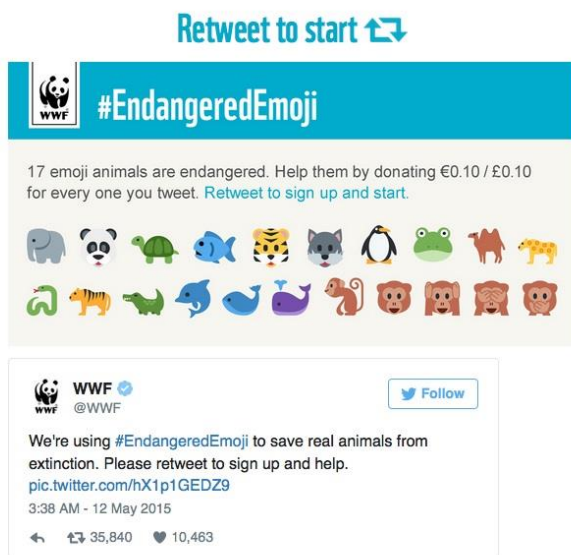 Retweet to start
WWF
#EndangeredEmoji
17 emoji animals are endangered. Help them by donating €0.10 / £0.10
for every one you tweet. Retweet to sign up and start.
WWF
WWF
@WWF
Follow
We're using #EndangeredEmoji to save real animals from
extinction. Please retweet to sign up and help.
pic.twitter.com/hX1p1GEDZ9
3:38 AM - 12 May 2015
35,840 10,463